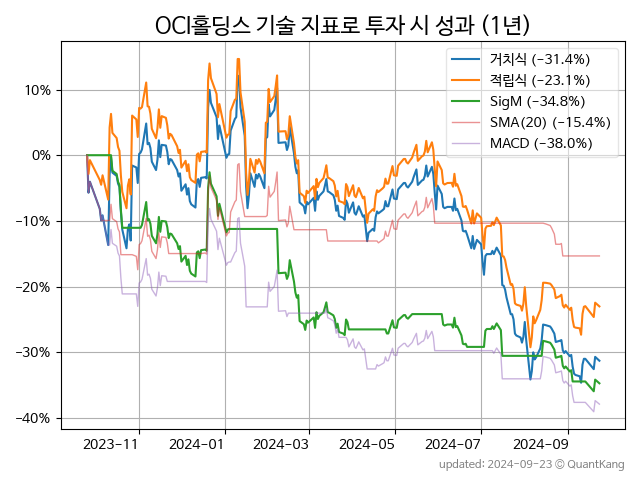 OCI홀딩스 기술 지표로 투자 시 성과 (1년)
거치식 (−31.4%)
적립식 (−23.1%)
SigM (−34.8%)
SMA(20) (−15.4%)
MACD (−38.0%)
10%
0%
−10%
−20%
−30%
−40%
2023-11 2024-01 2024-03 2024-05 2024-07 2024-09
updated: 2024-09-23 ⓒ QuantKang